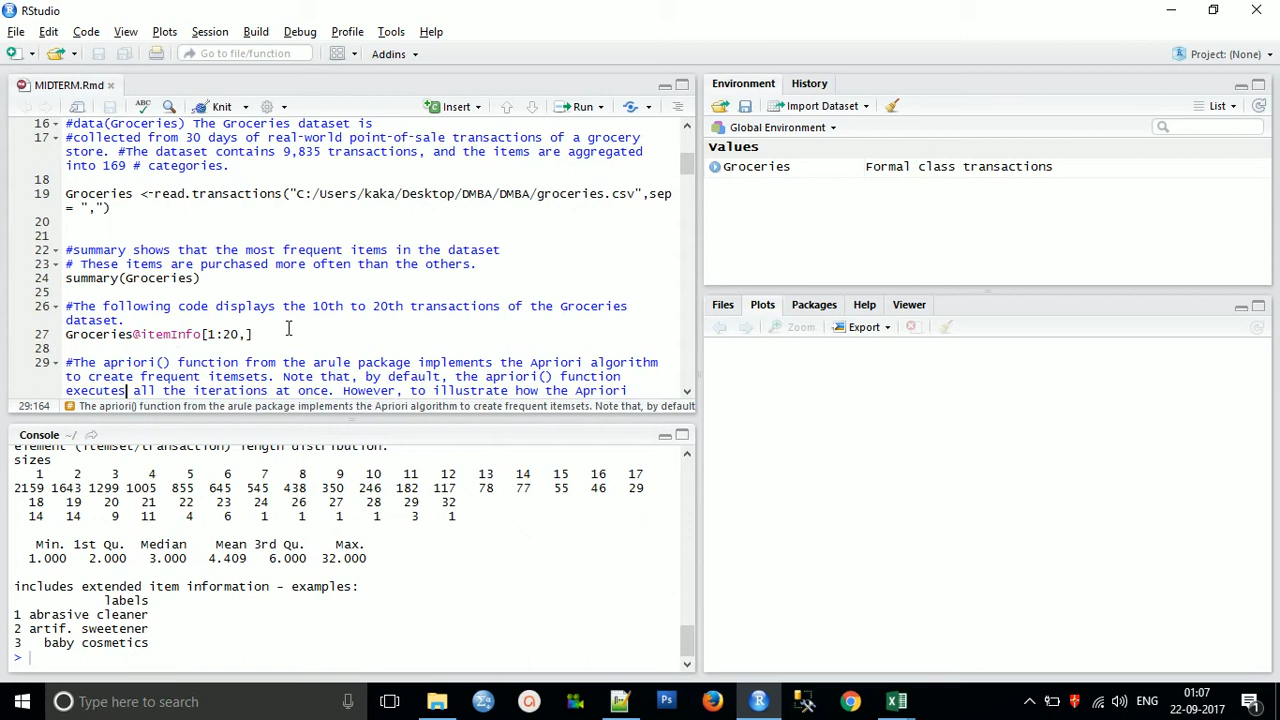 RStudio
File Edit Code View Plots Session Build Debug Profile Tools Help
Go to file/function Addins Project: (None)
MIDTERM.Rmd
ABC Knit Insert Run
16 #data(Groceries) The Groceries dataset is
17 #collected from 30 days of real-world point-of-sale transactions of a grocery
store. #The dataset contains 9,835 transactions, and the items are aggregated
into 169 # categories.
18
19 Groceries <-read.transactions("C:/Users/kaka/Desktop/DMBA/DMBA/groceries.csv",sep
= ",")
20
21
22 #summary shows that the most frequent items in the dataset
23 # These items are purchased more often than the others.
24 summary(Groceries)
25
26 #The following code displays the 10th to 20th transactions of the Groceries
dataset.
27 Groceries@itemInfo[1:20,]
28
29 #The apriori() function from the arule package implements the Apriori algorithm
to create frequent itemsets. Note that, by default, the apriori() function
executes all the iterations at once. However, to illustrate how the Apriori
29:164 # The apriori() function from the arule package implements the Apriori algorithm to create frequent itemsets. Note that, by default
Console ~/
element (itemset/transaction) length distribution:
sizes
1 2 3 4 5 6 7 8 9 10 11 12 13 14 15 16 17
2159 1643 1299 1005 855 645 545 438 350 246 182 117 78 77 55 46 29
18 19 20 21 22 23 24 26 27 28 29 32
14 14 9 11 4 6 1 1 1 1 3 1
Min. 1st Qu. Median Mean 3rd Qu. Max.
1.000 2.000 3.000 4.409 6.000 32.000
includes extended item information - examples:
labels
1 abrasive cleaner
2 artif. sweetener
3 baby cosmetics
>
Environment History
Import Dataset List
Global Environment
Values
Groceries Formal class transactions
Files Plots Packages Help Viewer
Zoom Export
Type here to search
ENG
01:07
22-09-2017